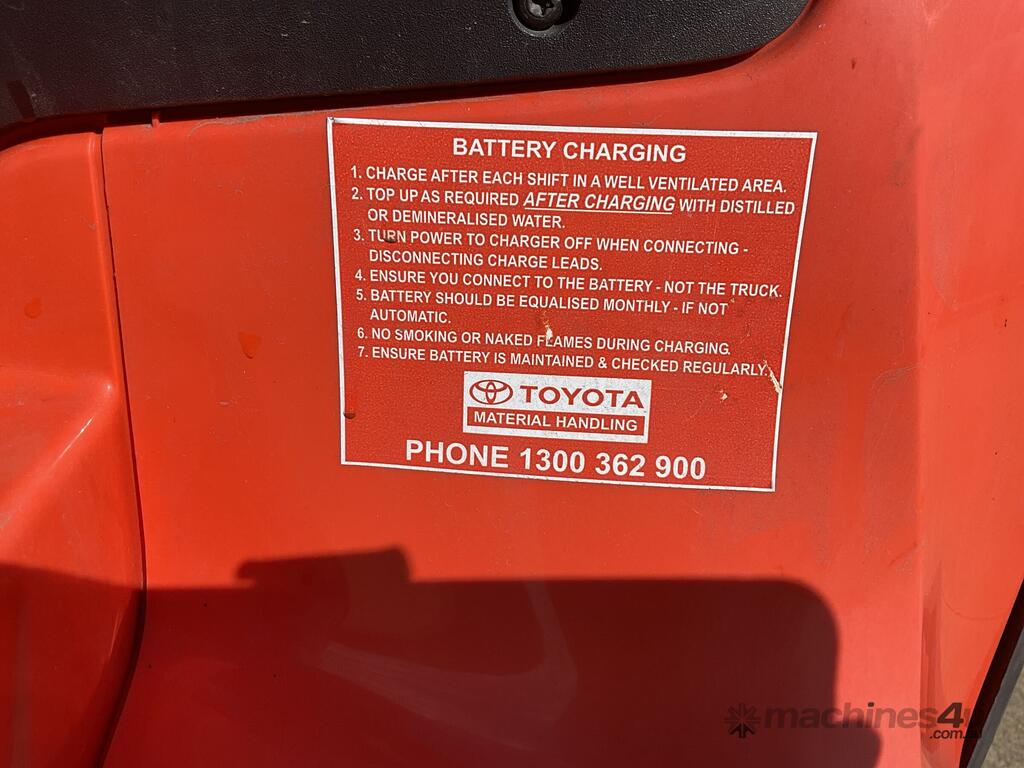 BATTERY CHARGING
1. CHARGE AFTER EACH SHIFT IN A WELL VENTILATED AREA.
2. TOP UP AS REQUIRED AFTER CHARGING WITH DISTILLED
OR DEMINERALISED WATER.
3. TURN POWER TO CHARGER OFF WHEN CONNECTING -
DISCONNECTING CHARGE LEADS.
4. ENSURE YOU CONNECT TO THE BATTERY - NOT THE TRUCK.
5. BATTERY SHOULD BE EQUALISED MONTHLY - IF NOT
AUTOMATIC.
6. NO SMOKING OR NAKED FLAMES DURING CHARGING.
7. ENSURE BATTERY IS MAINTAINED & CHECKED REGULARLY.
TOYOTA
MATERIAL HANDLING
PHONE 1300 362 900
machines4u
.com.au